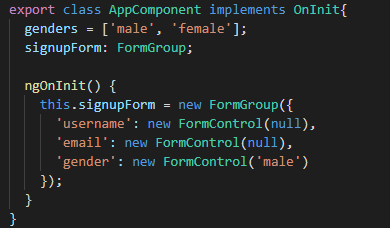 export class AppComponent implements OnInit{
  genders = ['male', 'female'];
  signupForm: FormGroup;

  ngOnInit() {
    this.signupForm = new FormGroup({
      'username': new FormControl(null),
      'email': new FormControl(null),
      'gender': new FormControl('male')
    });
  }
}